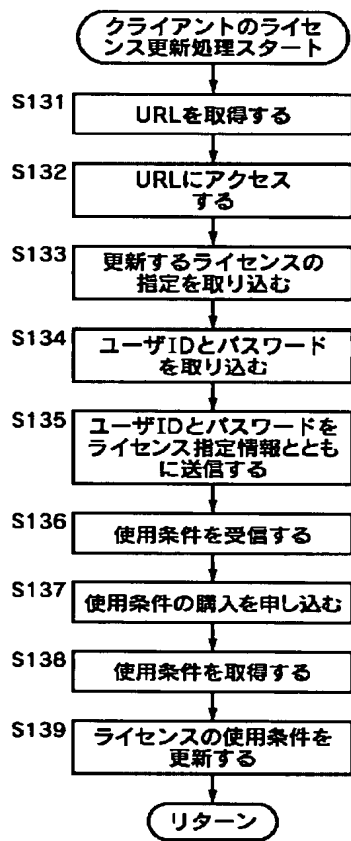 クライアントのライセ
ンス更新処理スタート
S131
URLを取得する
S132
URLにアクセス
する
S133
更新するライセンスの
指定を取り込む
S134
ユーザIDとパスワード
を取り込む
S135
ユーザIDとパスワードを
ライセンス指定情報ととも
に送信する
S136
使用条件を受信する
S137
使用条件の購入を申し込む
S138
使用条件を取得する
S139
ライセンスの使用条件を
更新する
リターン